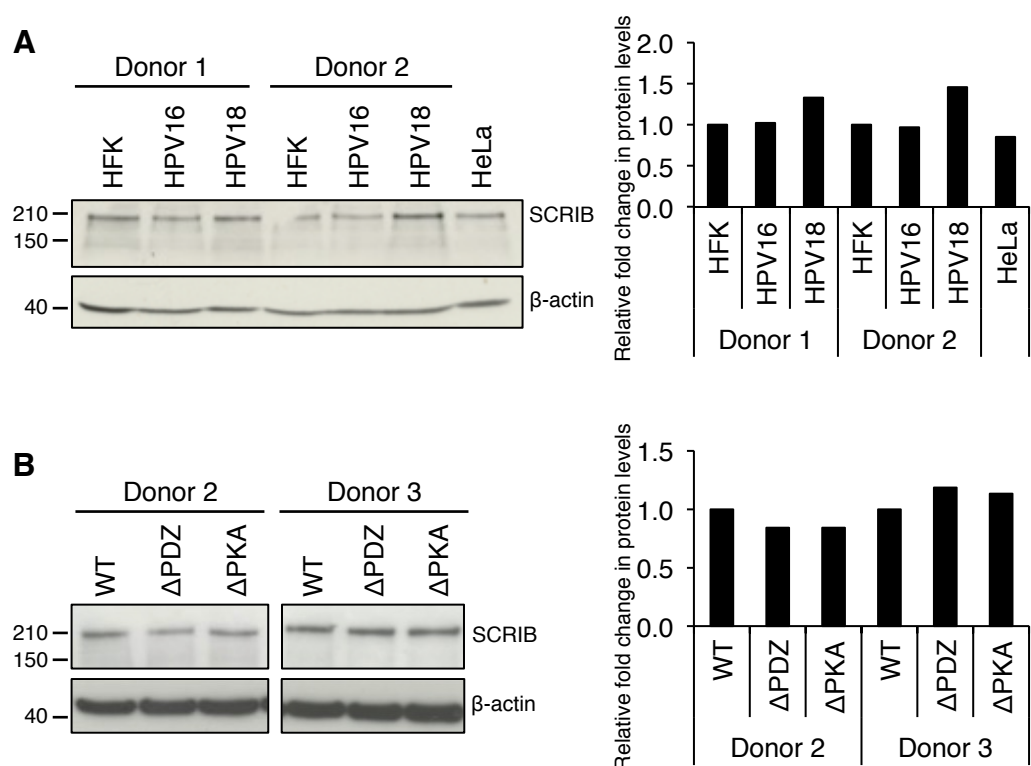 A
Donor 1 Donor 2
HFK HPV16 HPV18 HFK HPV16 HPV18 HeLa
210 SCRIB
150
40 β-actin
Relative fold change in protein levels
2.0
1.5
1.0
0.5
0.0
HFK HPV16 HPV18 HFK HPV16 HPV18 HeLa
Donor 1 Donor 2
B
Donor 2 Donor 3
WT ΔPDZ ΔPKA WT ΔPDZ ΔPKA
210 SCRIB
150
40 β-actin
Relative fold change in protein levels
1.5
1.0
0.5
0.0
WT ΔPDZ ΔPKA WT ΔPDZ ΔPKA
Donor 2 Donor 3